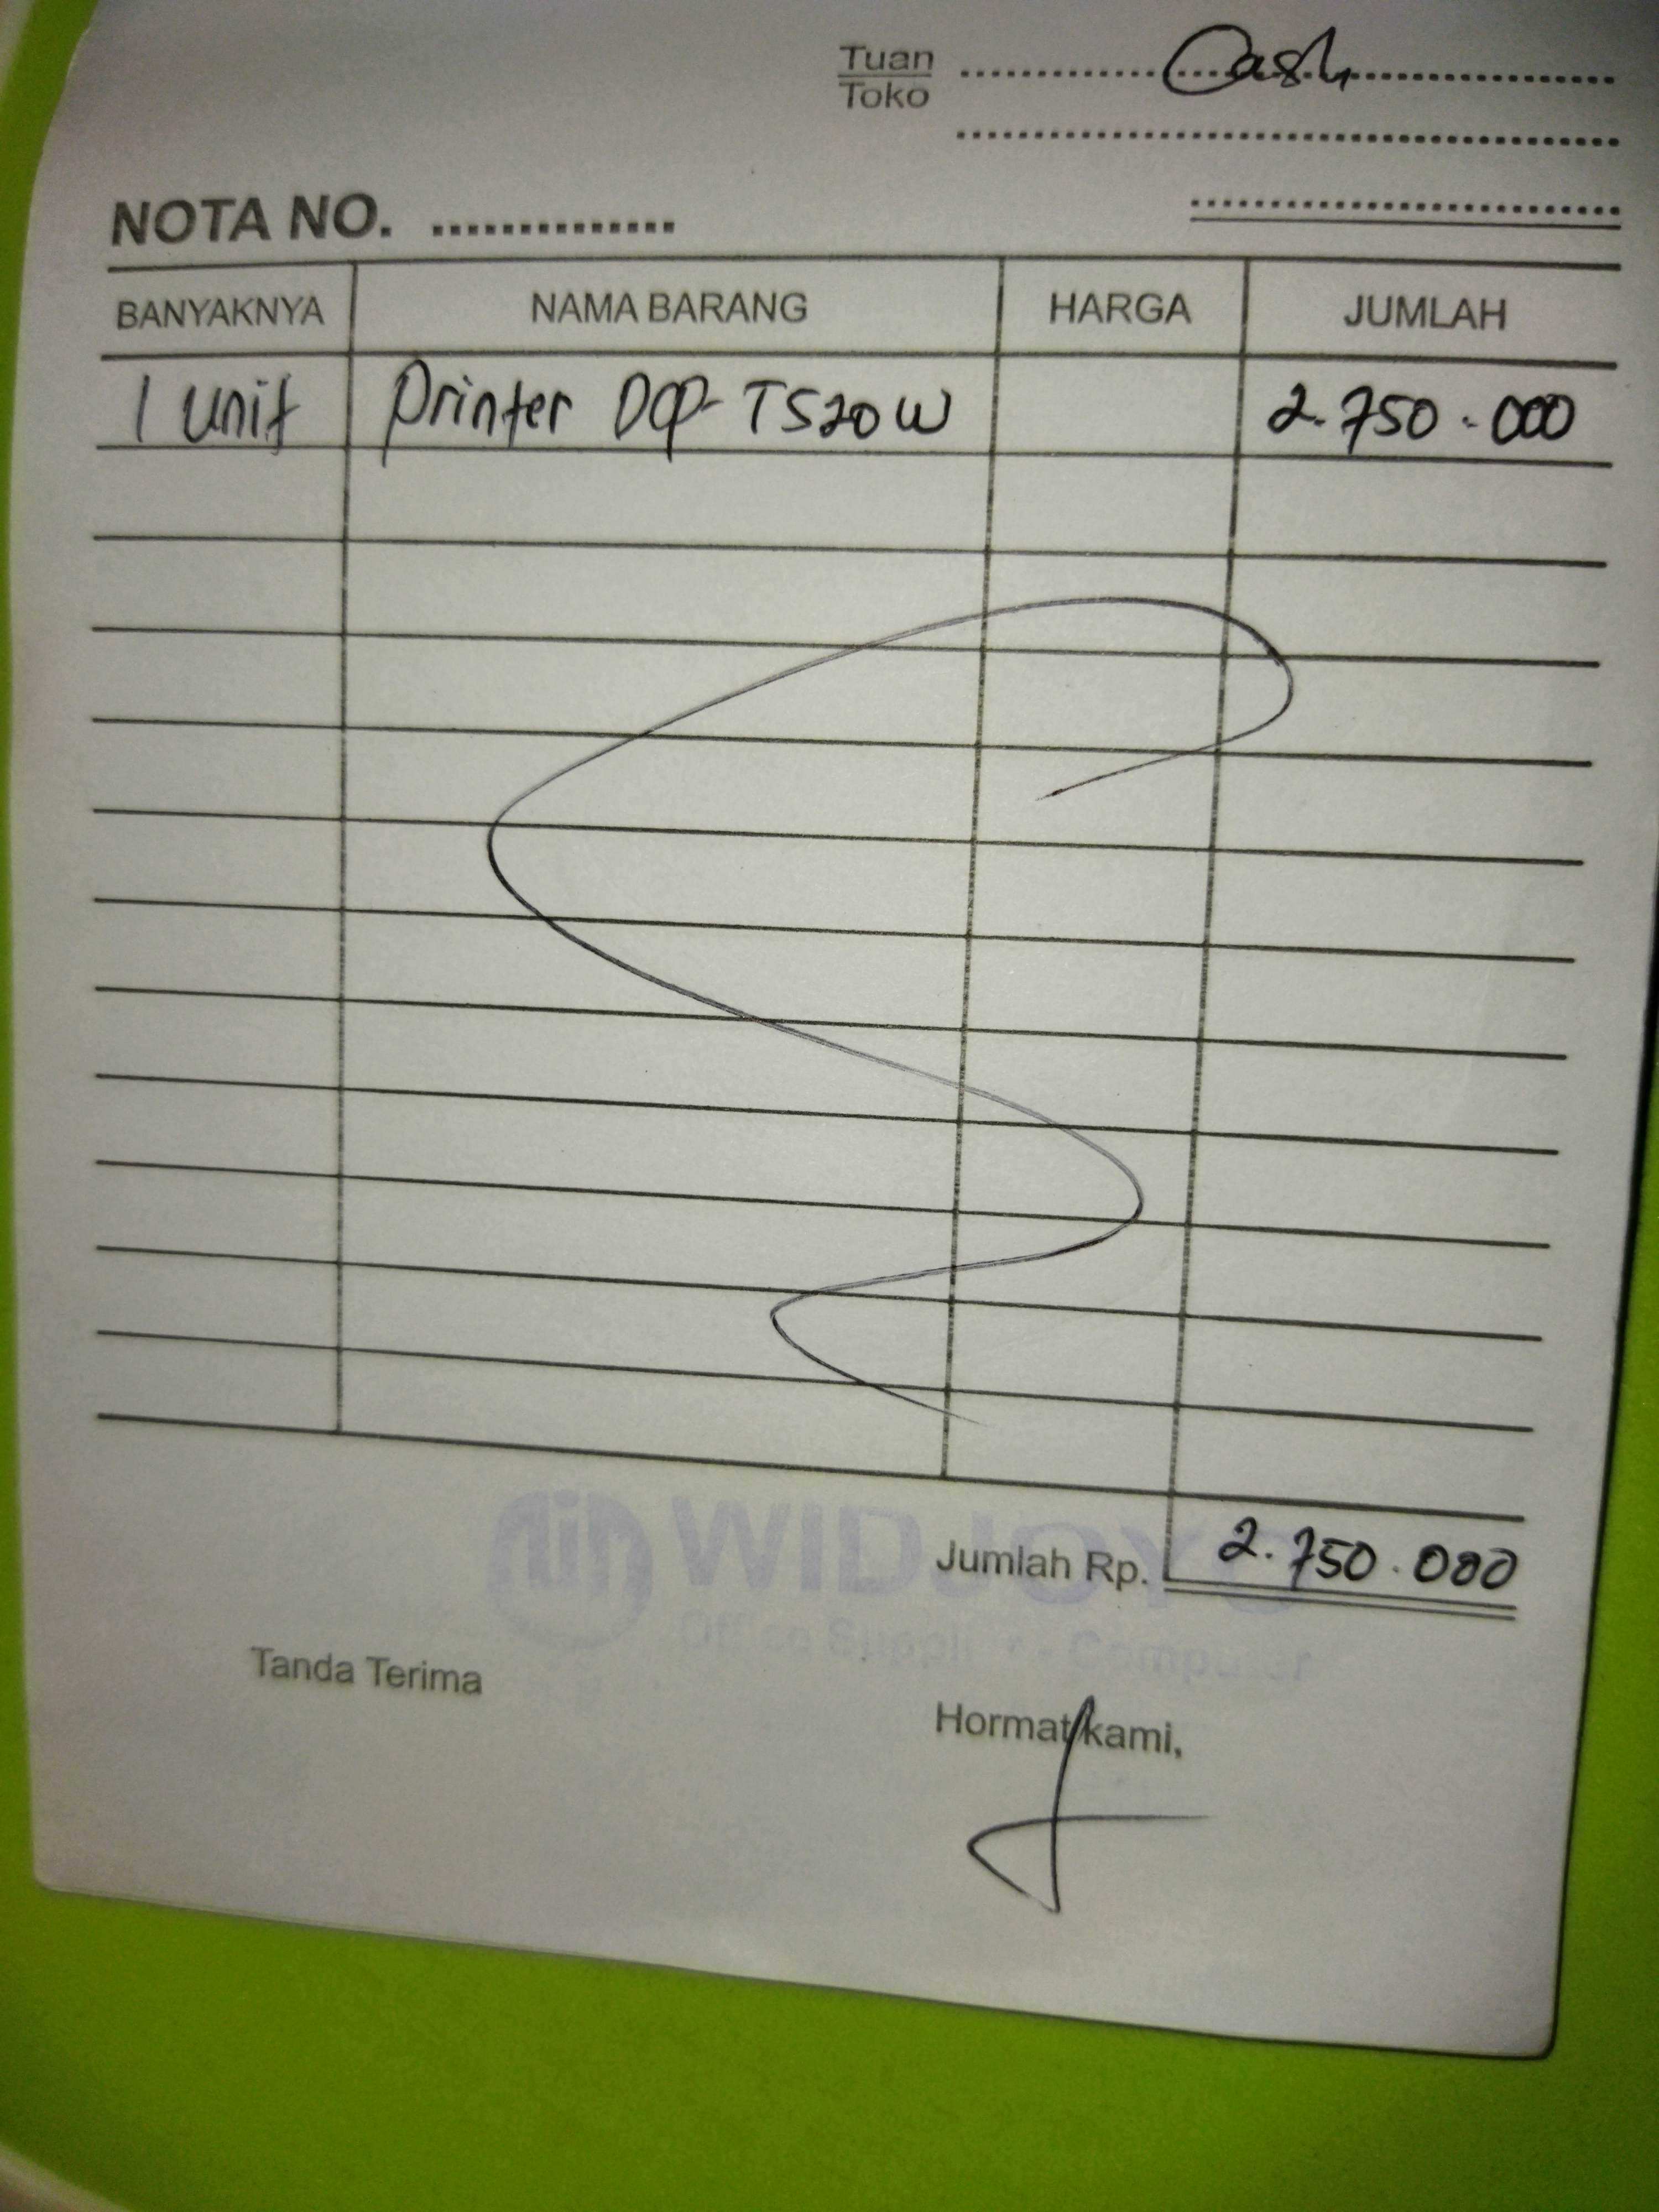 Tuan Cash
Toko
NOTA NO.
BANYAKNYA NAMA BARANG HARGA JUMLAH
1 Unit Printer DCP-T520W 2.750.000
WIDJOYO
Jumlah Rp. 2.750.000
Office Supplies - Computer
Tanda Terima
Hormat kami,